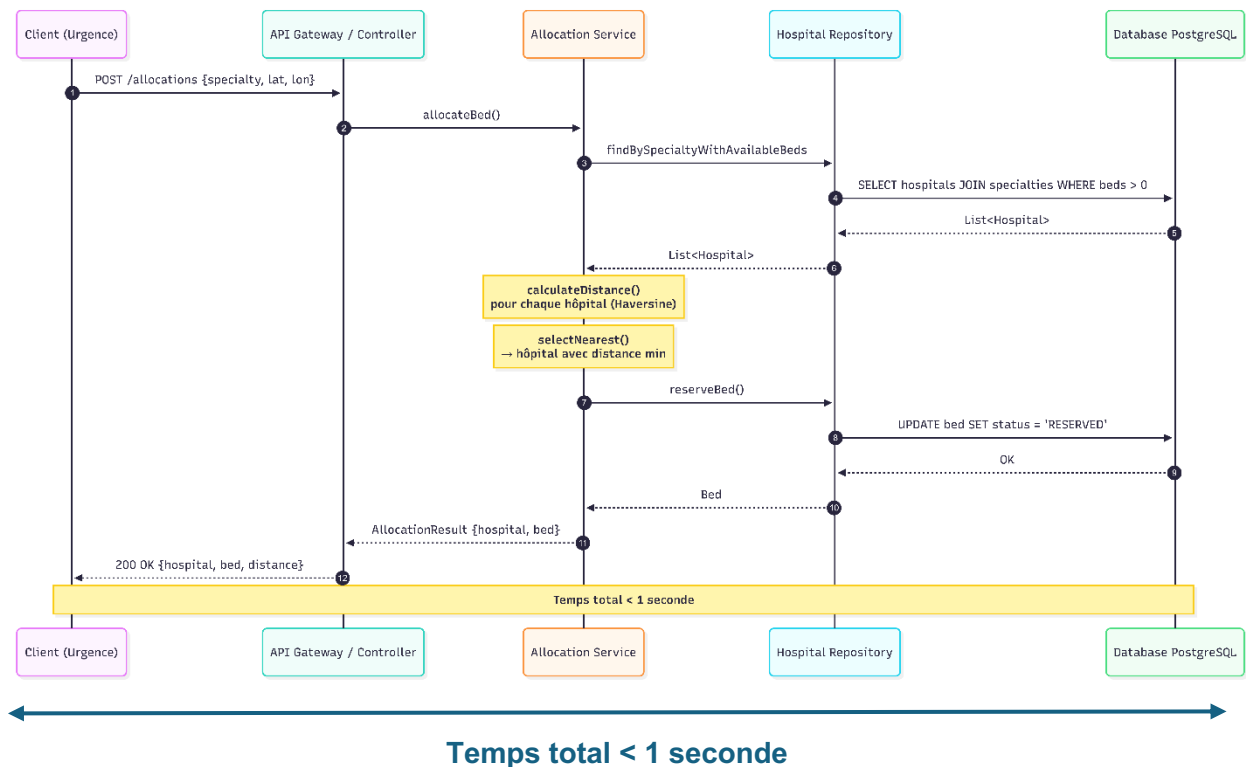 Client (Urgence)
API Gateway / Controller
Allocation Service
Hospital Repository
Database PostgreSQL
POST /allocations {specialty, lat, lon}
1
allocateBed()
2
findBySpecialtyWithAvailableBeds
3
SELECT hospitals JOIN specialties WHERE beds > 0
4
List<Hospital>
5
List<Hospital>
6
calculateDistance()
pour chaque hôpital (Haversine)
selectNearest()
→ hôpital avec distance min
reserveBed()
7
UPDATE bed SET status = 'RESERVED'
8
OK
9
Bed
10
AllocationResult {hospital, bed}
11
200 OK {hospital, bed, distance}
12
Temps total < 1 seconde
Client (Urgence)
API Gateway / Controller
Allocation Service
Hospital Repository
Database PostgreSQL
Temps total < 1 seconde